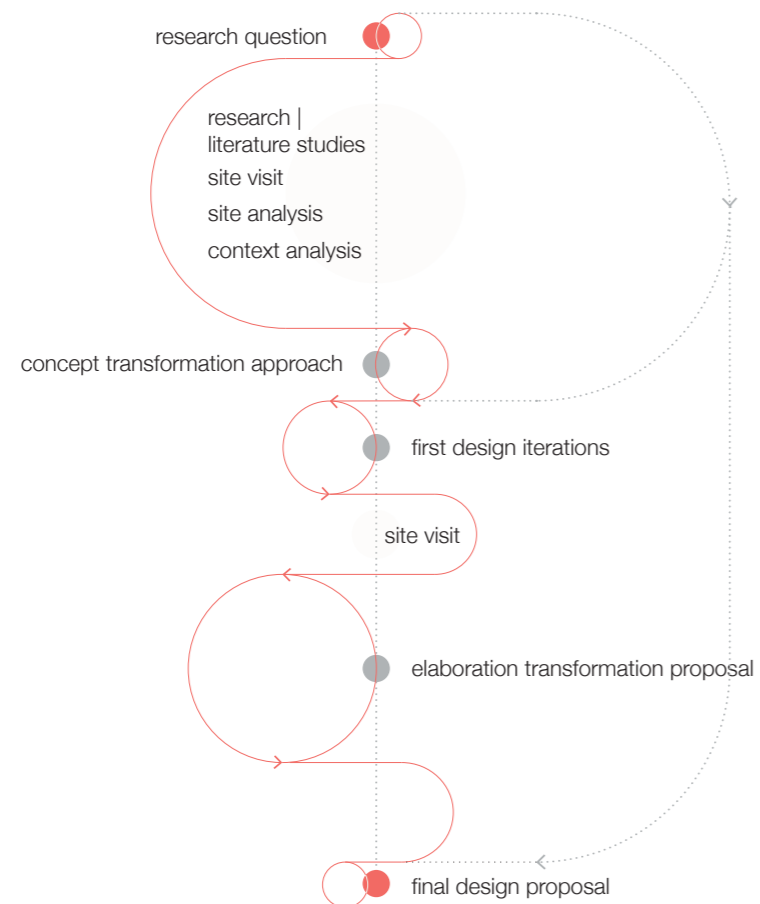 research question
research |
literature studies
site visit
site analysis
context analysis
concept transformation approach
first design iterations
site visit
elaboration transformation proposal
final design proposal